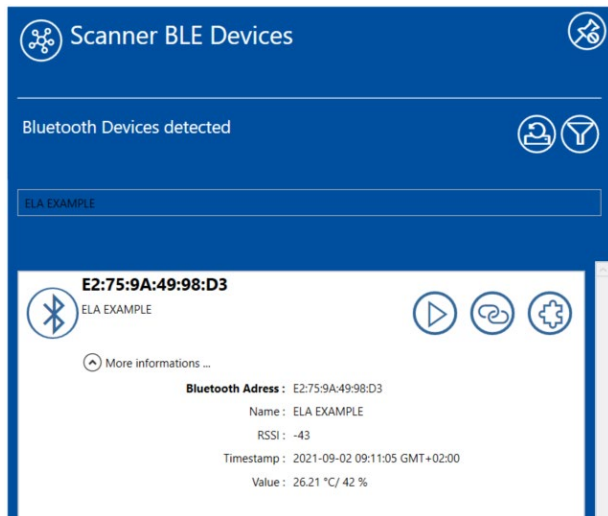 Scanner BLE Devices
Bluetooth Devices detected
ELA EXAMPLE
E2:75:9A:49:98:D3
ELA EXAMPLE
More informations ...
Bluetooth Adress : E2:75:9A:49:98:D3
Name : ELA EXAMPLE
RSSI : -43
Timestamp : 2021-09-02 09:11:05 GMT+02:00
Value : 26.21 °C/ 42 %